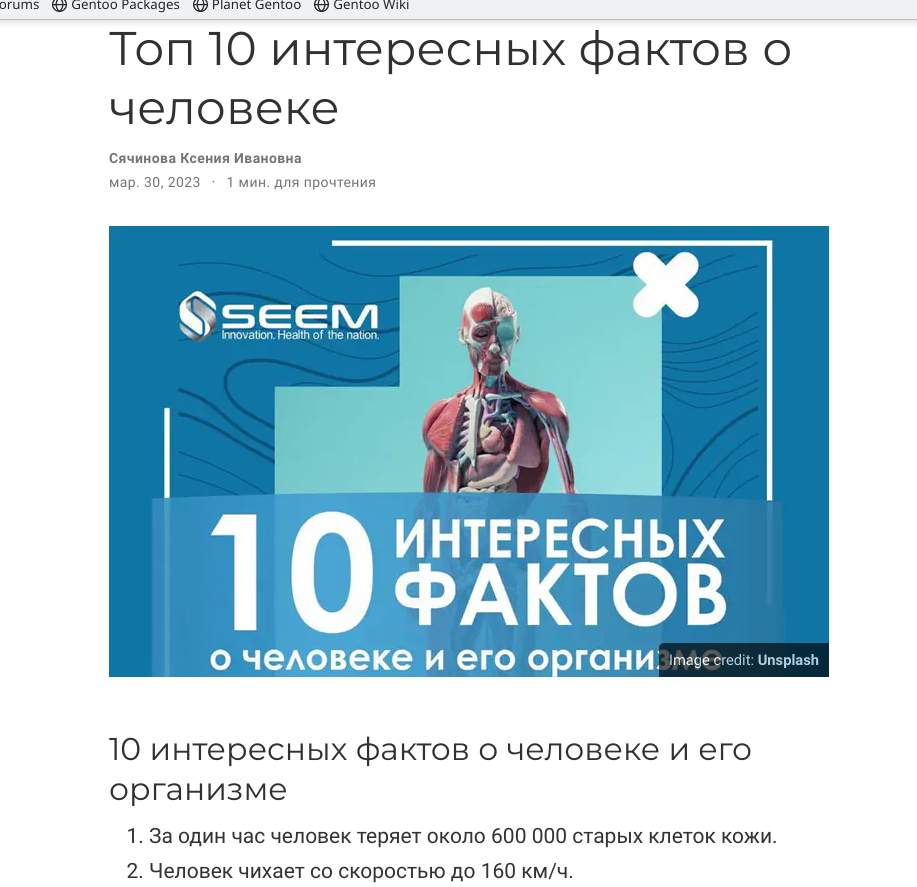 orums Gentoo Packages Planet Gentoo Gentoo Wiki
Топ 10 интересных фактов о
человеке
Сячинова Ксения Ивановна
мар. 30, 2023 · 1 мин. для прочтения
SEEM
Innovation. Health of the nation.
10 ИНТЕРЕСНЫХ
ФАКТОВ
о человеке и его организме
Image credit: Unsplash
10 интересных фактов о человеке и его
организме
1. За один час человек теряет около 600 000 старых клеток кожи.
2. Человек чихает со скоростью до 160 км/ч.